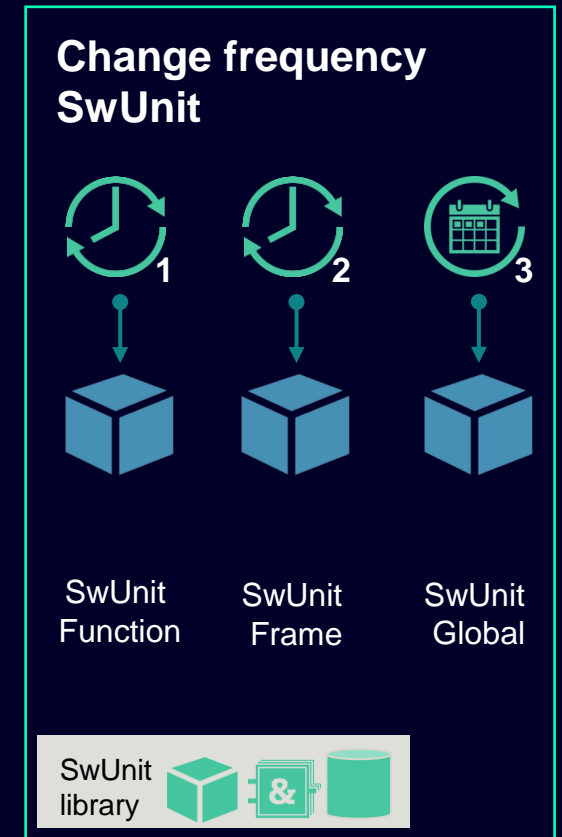 Change frequency
SwUnit
1
2
3
SwUnit
Function
SwUnit
Frame
SwUnit
Global
SwUnit
library
&